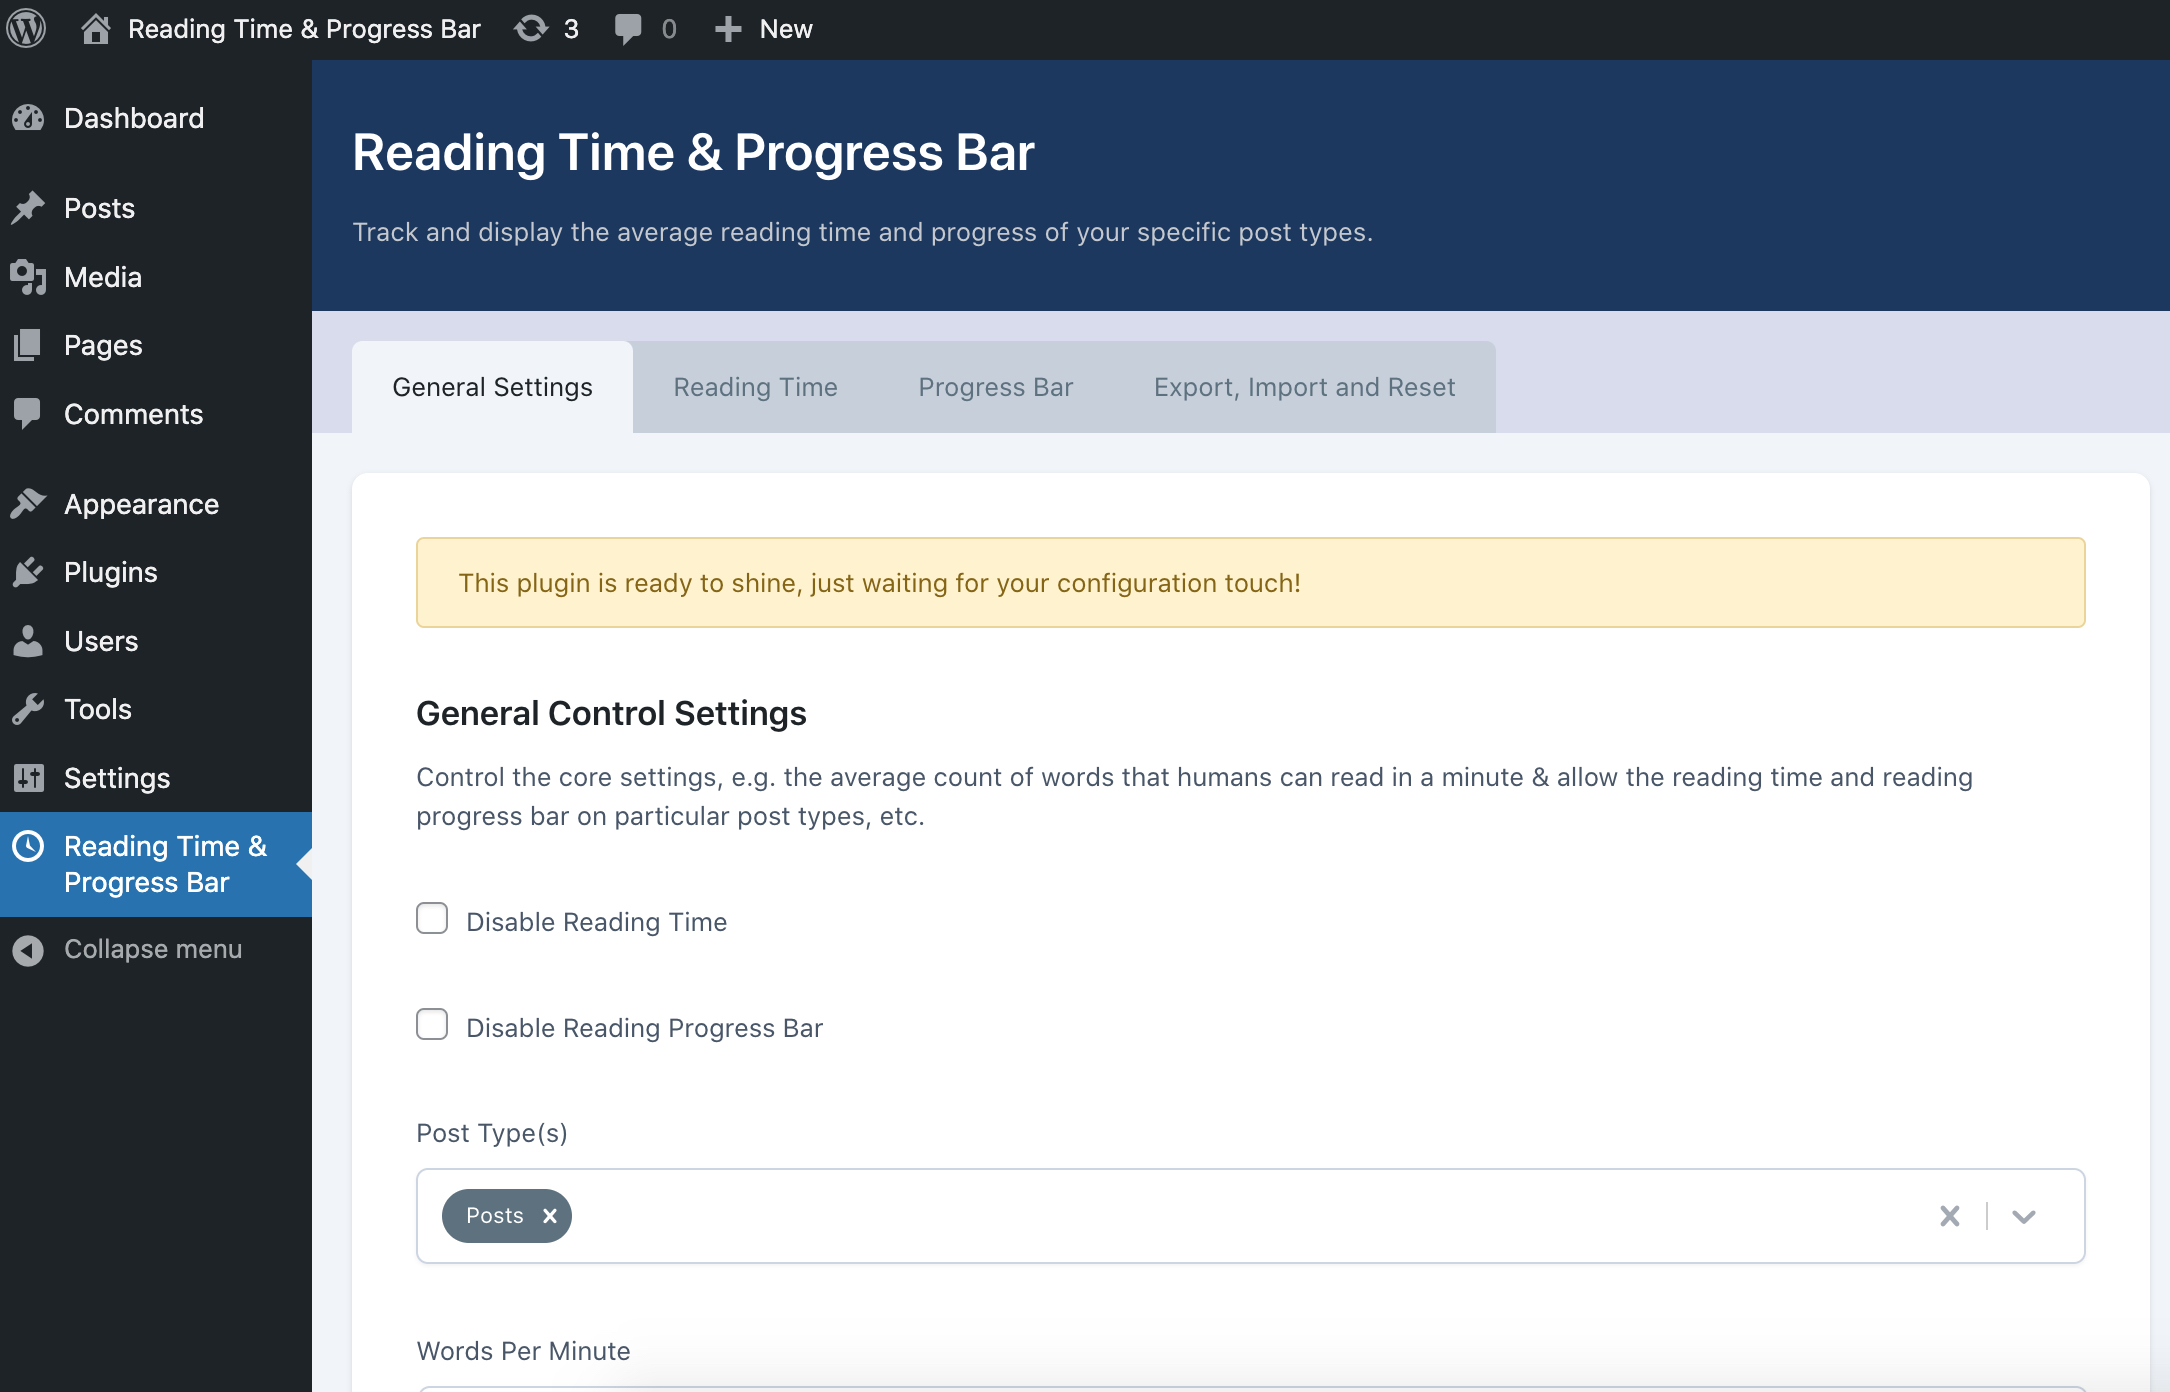 Reading Time & Progress Bar 3 0 New
Dashboard
Posts
Media
Pages
Comments
Appearance
Plugins
Users
Tools
Settings
Reading Time &
Progress Bar
Collapse menu
Reading Time & Progress Bar
Track and display the average reading time and progress of your specific post types.
General Settings Reading Time Progress Bar Export, Import and Reset
This plugin is ready to shine, just waiting for your configuration touch!
General Control Settings
Control the core settings, e.g. the average count of words that humans can read in a minute & allow the reading time and reading
progress bar on particular post types, etc.
Disable Reading Time
Disable Reading Progress Bar
Post Type(s)
Posts
Words Per Minute